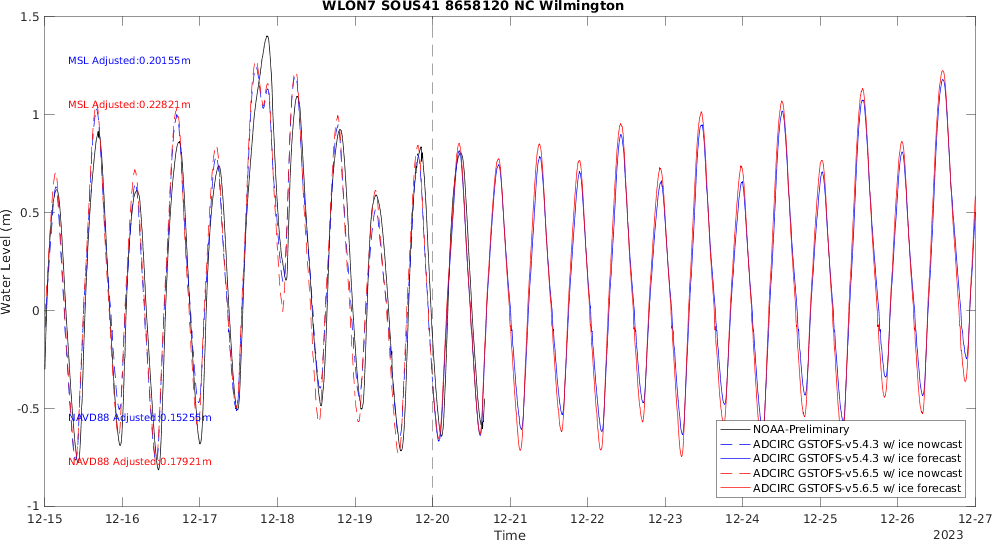 WLON7 SOUS41 8658120 NC Wilmington
1.5
1
0.5
0
-0.5
-1
Water Level (m)
MSL Adjusted:0.20155m
MSL Adjusted:0.22821m
NAVD88 Adjusted:0.15255m
NAVD88 Adjusted:0.17921m
NOAA-Preliminary
ADCIRC GSTOFS-v5.4.3 w/ ice nowcast
ADCIRC GSTOFS-v5.4.3 w/ ice forecast
ADCIRC GSTOFS-v5.6.5 w/ ice nowcast
ADCIRC GSTOFS-v5.6.5 w/ ice forecast
12-15 12-16 12-17 12-18 12-19 12-20 12-21 12-22 12-23 12-24 12-25 12-26 12-27
Time
2023